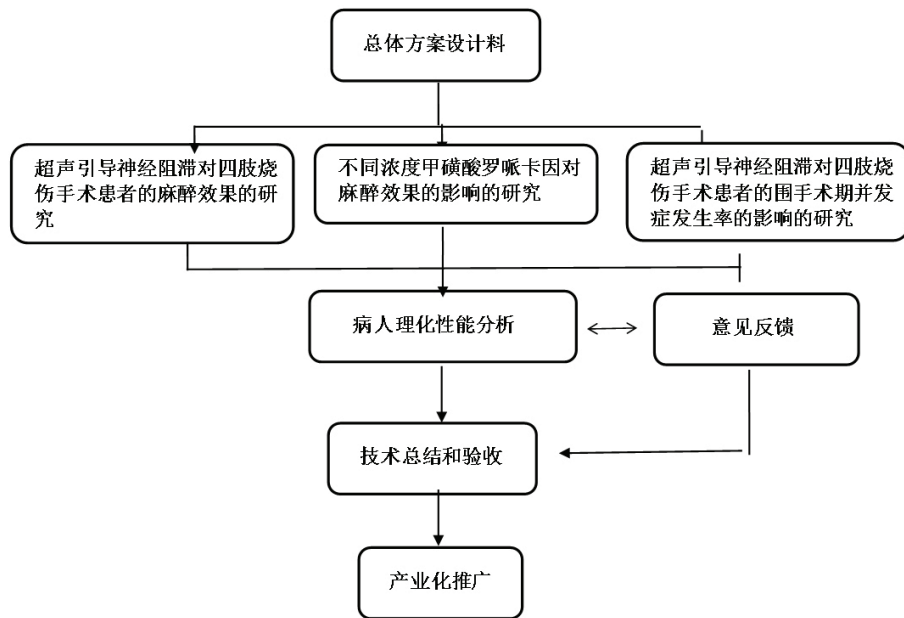 总体方案设计料
超声引导神经阻滞对四肢烧
伤手术患者的麻醉效果的研
究
不同浓度甲磺酸罗哌卡因对
麻醉效果的影响的研究
超声引导神经阻滞对四肢烧
伤手术患者的围手术期并发
症发生率的影响的研究
病人理化性能分析
意见反馈
技术总结和验收
产业化推广